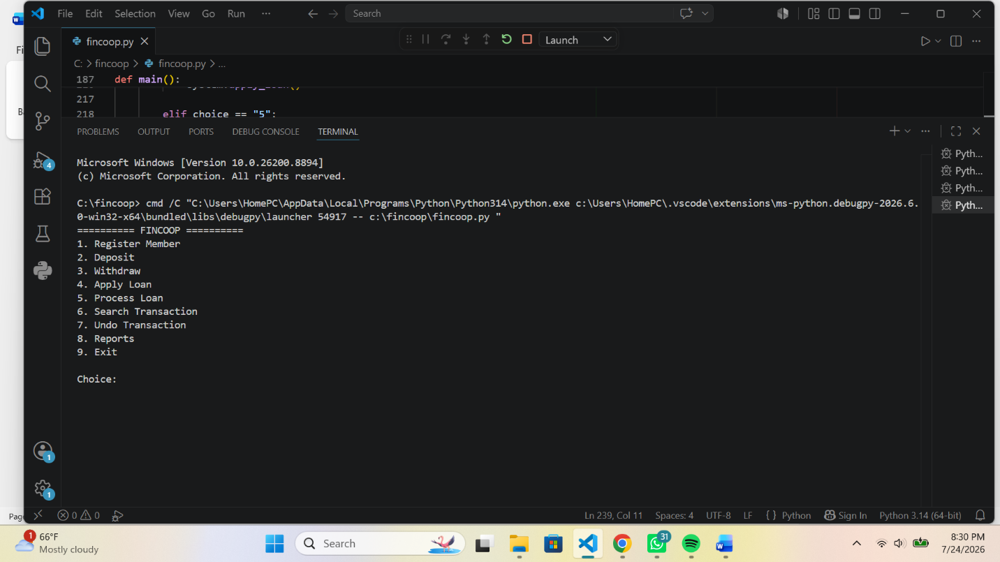 File Edit Selection View Go Run ··· Search
Fi
fincoop.py
Launch
C: > fincoop > fincoop.py > ...
187 def main():
217
218 elif choice == "5":
Ba
PROBLEMS OUTPUT PORTS DEBUG CONSOLE TERMINAL
Microsoft Windows [Version 10.0.26200.8894]
(c) Microsoft Corporation. All rights reserved.
C:\fincoop> cmd /C "C:\Users\HomePC\AppData\Local\Programs\Python\Python314\python.exe c:\Users\HomePC\.vscode\extensions\ms-python.debugpy-2026.6.
0-win32-x64\bundled\libs\debugpy\launcher 54917 -- c:\fincoop\fincoop.py "
========== FINCOOP ==========
1. Register Member
2. Deposit
3. Withdraw
4. Apply Loan
5. Process Loan
6. Search Transaction
7. Undo Transaction
8. Reports
9. Exit
Choice:
Pyth...
Pyth...
Pyth...
Pyth...
4
1
1
Page
0 0 Ln 239, Col 11 Spaces: 4 UTF-8 LF {} Python Sign In Python 3.14 (64-bit)
1
66°F
Mostly cloudy
Search
31
8:30 PM
7/24/2026